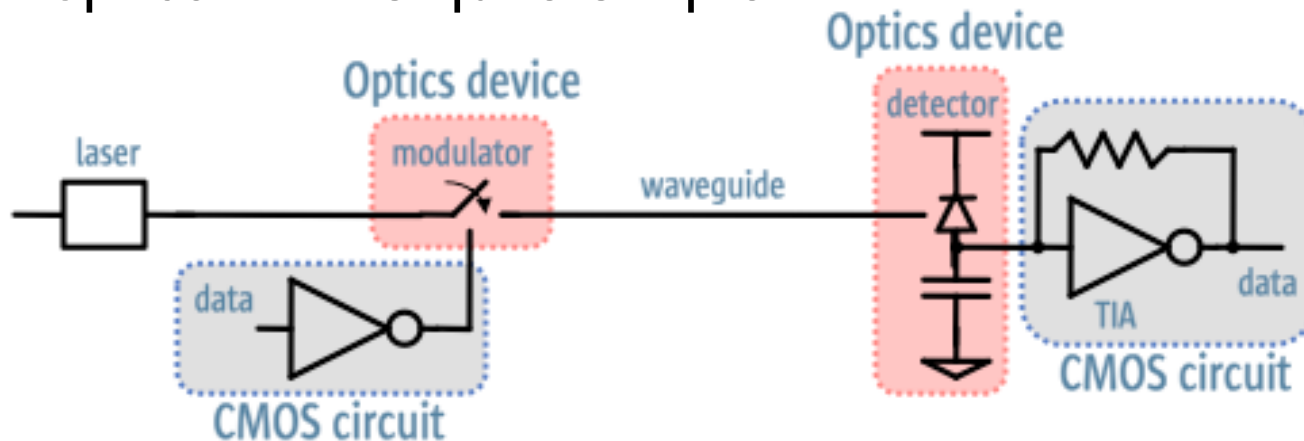 Optics device
Optics device
detector
laser
modulator
waveguide
data
data
TIA
CMOS circuit
CMOS circuit